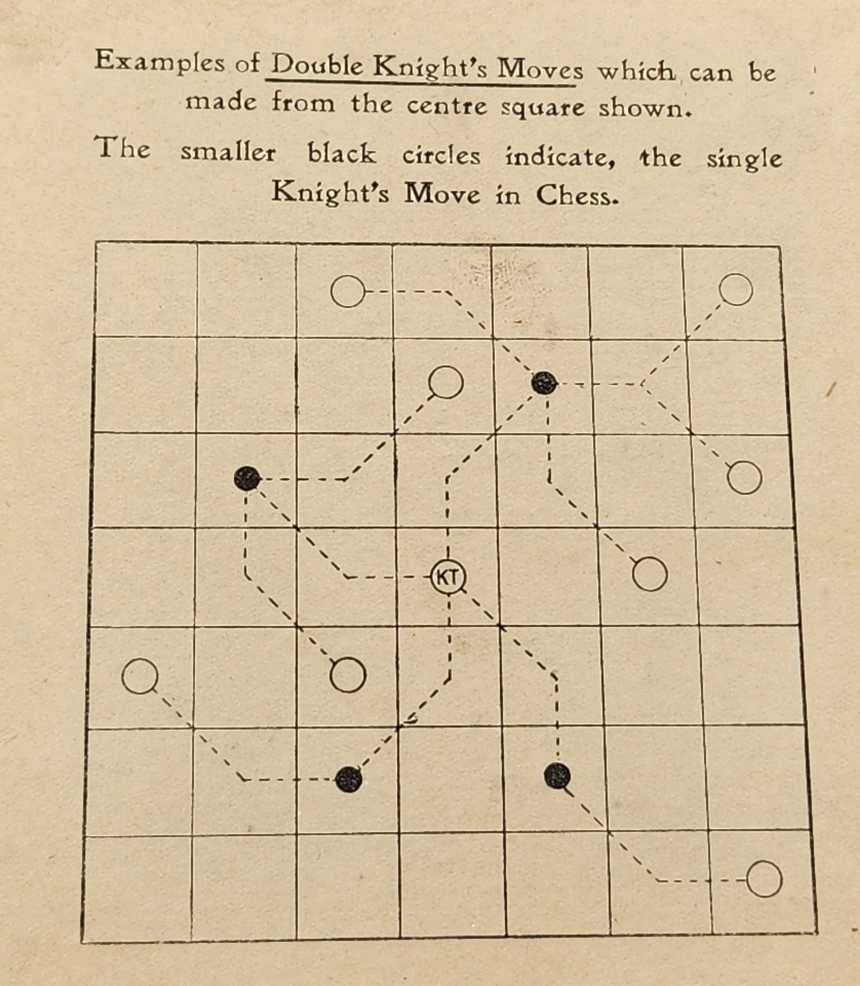 Examples of Double Knight's Moves which can be
made from the centre square shown.
The smaller black circles indicate, the single
Knight's Move in Chess.
KT